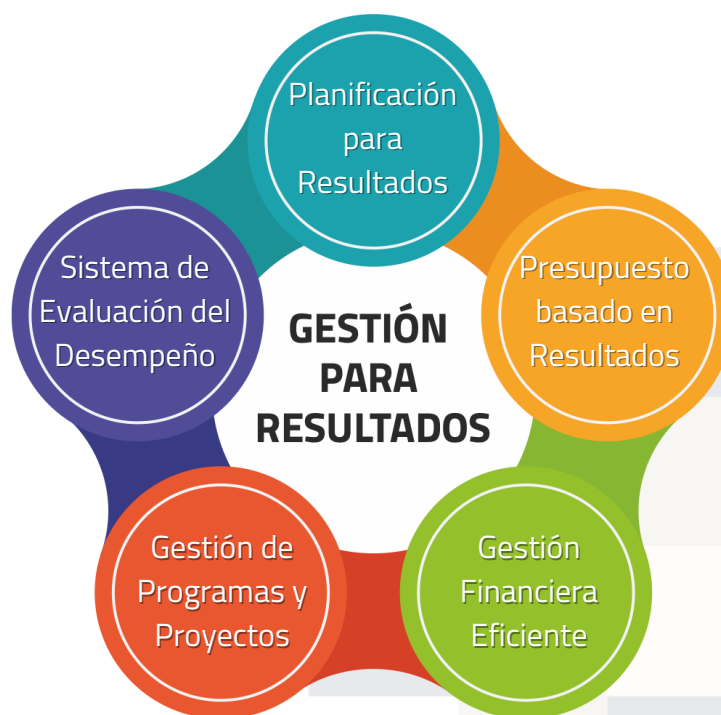 Planificación
para
Resultados
Presupuesto
basado en
Resultados
Gestión
Financiera
Eficiente
Gestión de
Programas y
Proyectos
Sistema de
Evaluación del
Desempeño
GESTIÓN
PARA
RESULTADOS